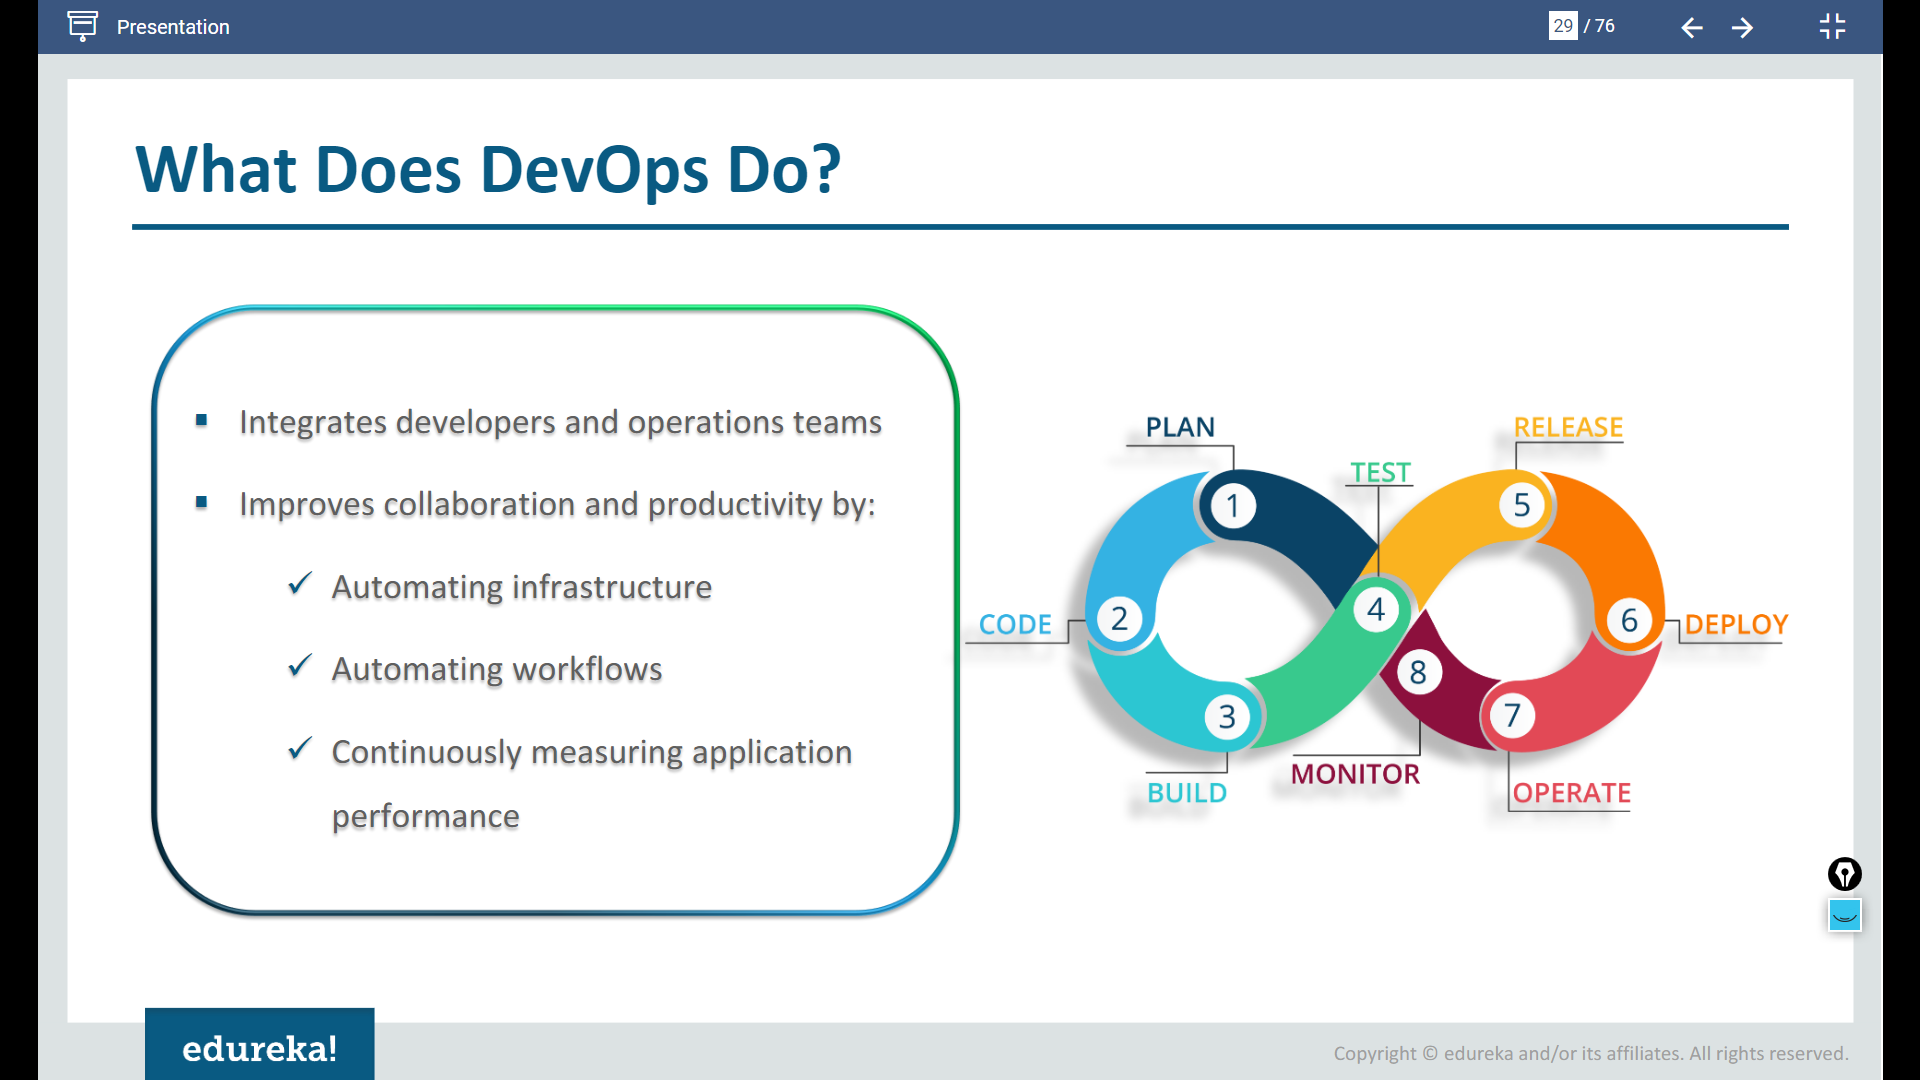 Presentation
29 / 76
What Does DevOps Do?
▪ Integrates developers and operations teams
▪ Improves collaboration and productivity by:
✓ Automating infrastructure
✓ Automating workflows
✓ Continuously measuring application
performance
PLAN
RELEASE
TEST
1
5
4
CODE
2
6
DEPLOY
8
3
7
MONITOR
BUILD
OPERATE
edureka!
Copyright © edureka and/or its affiliates. All rights reserved.